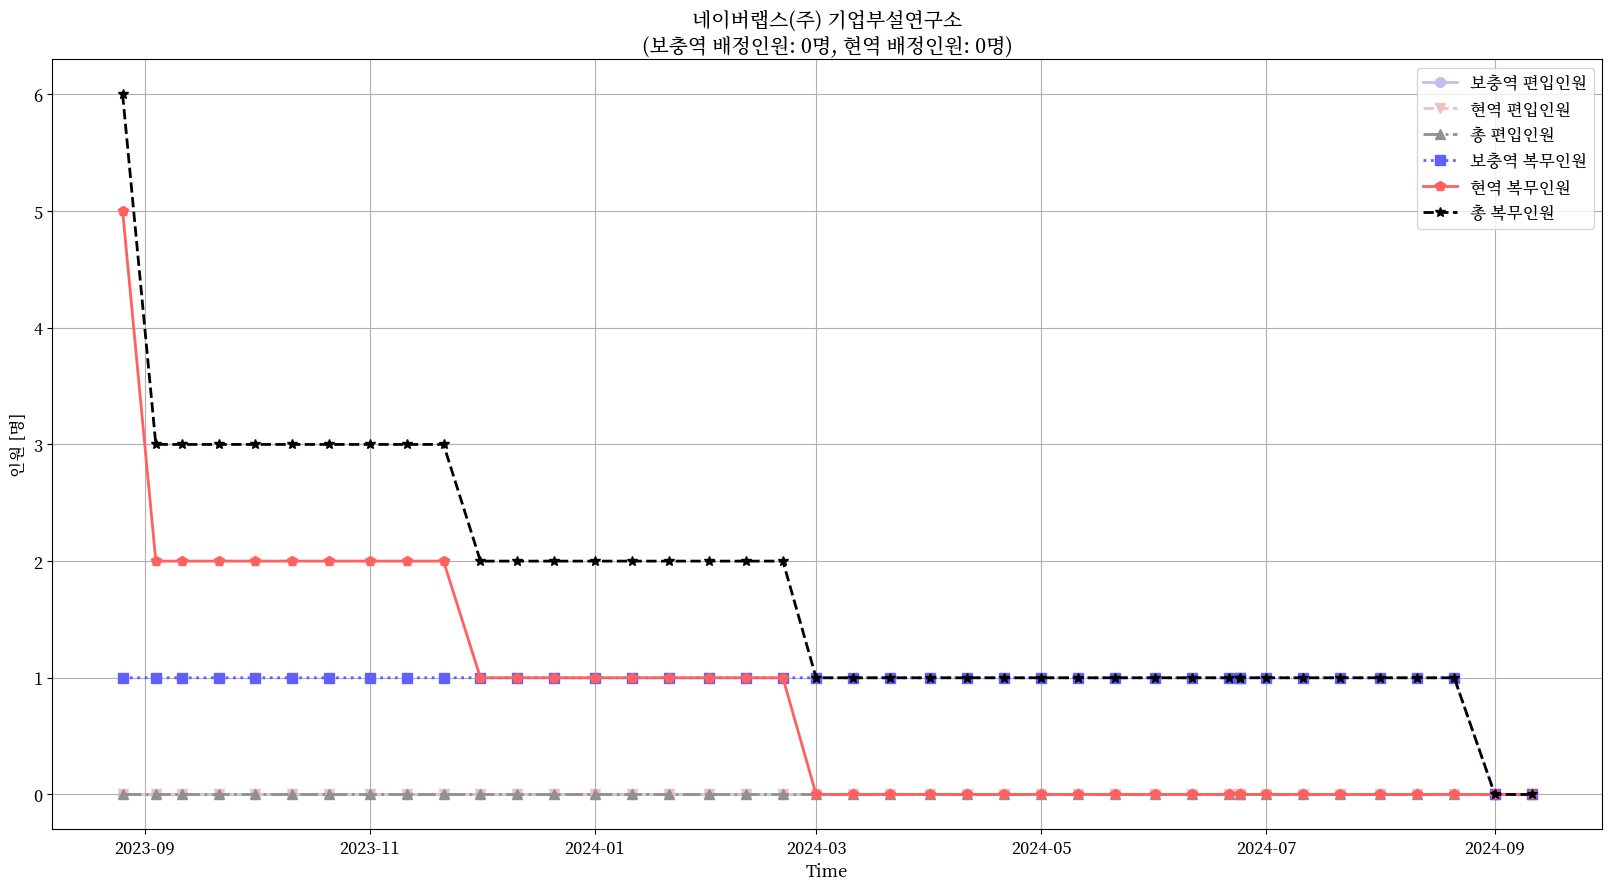 네이버랩스(주) 기업부설연구소
(보충역 배정인원: 0명, 현역 배정인원: 0명)
보충역 편입인원
현역 편입인원
총 편입인원
보충역 복무인원
현역 복무인원
총 복무인원
인원 [명]
6
5
4
3
2
1
0
2023-09
2023-11
2024-01
2024-03
2024-05
2024-07
2024-09
Time